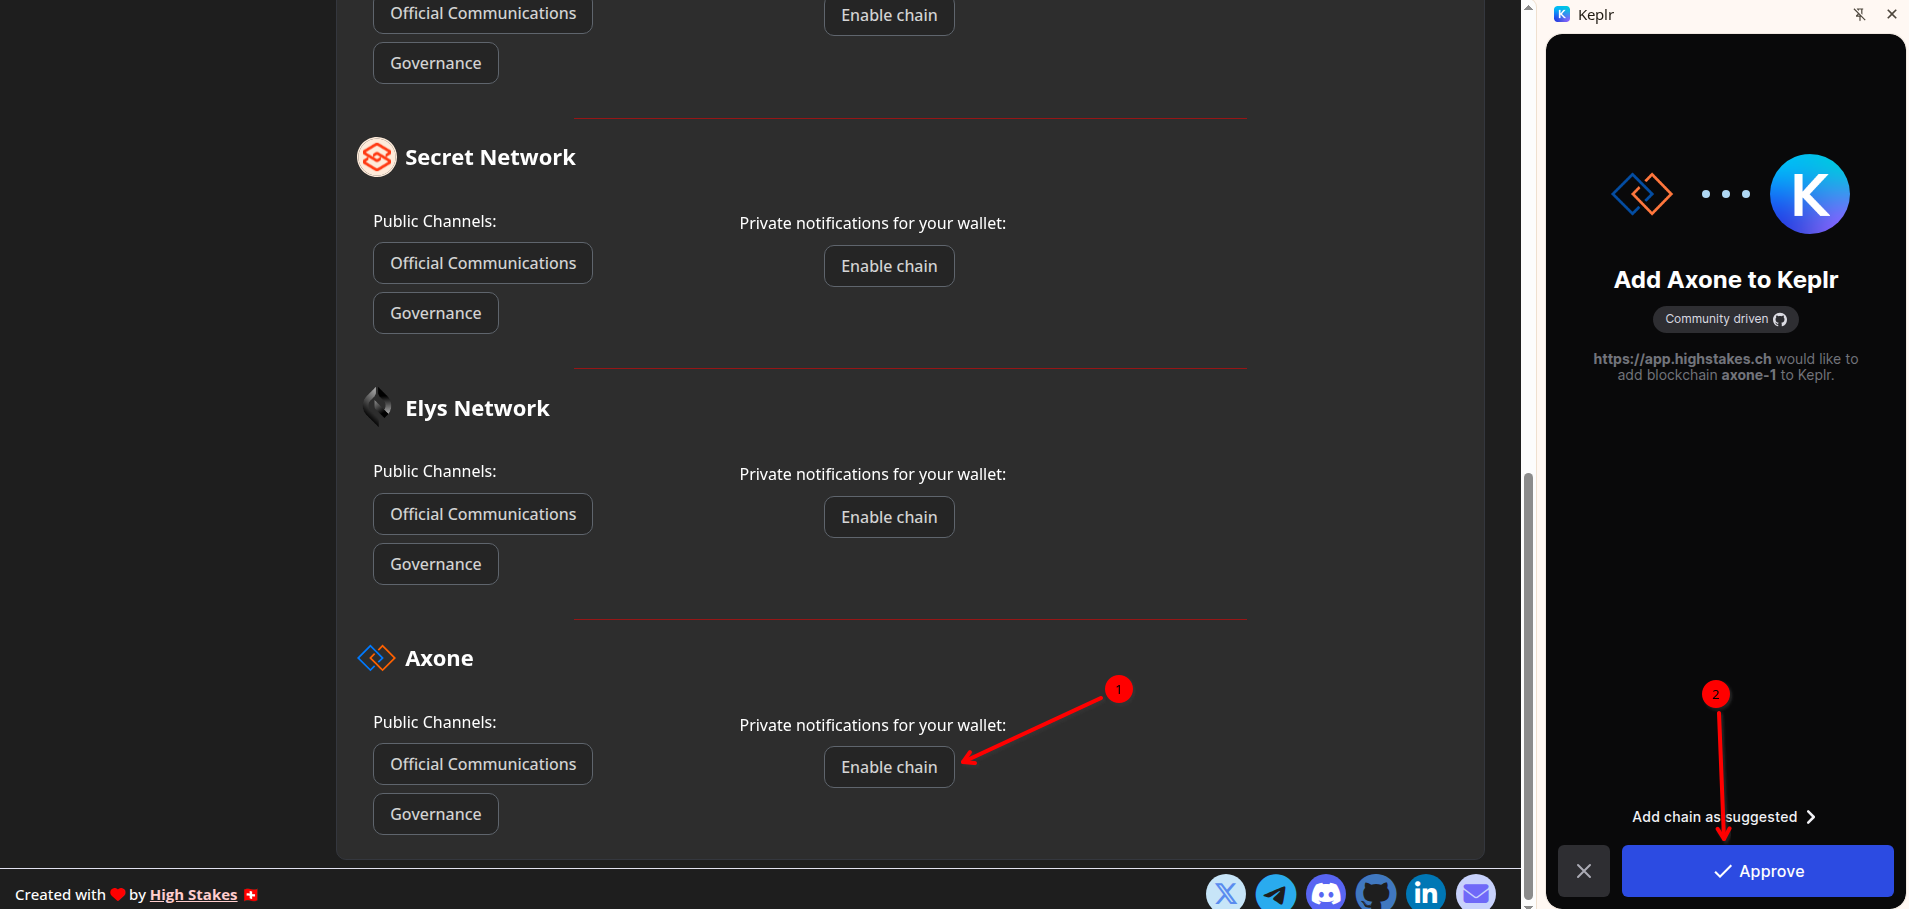 Official Communications
Enable chain
Governance
Secret Network
Public Channels:
Private notifications for your wallet:
Official Communications
Enable chain
Governance
Elys Network
Public Channels:
Private notifications for your wallet:
Official Communications
Enable chain
Governance
Axone
1
Public Channels:
Private notifications for your wallet:
Official Communications
Enable chain
Governance
Created with ❤ by High Stakes 🇨🇭
Keplr
K
Add Axone to Keplr
Community driven
https://app.highstakes.ch would like to
add blockchain axone-1 to Keplr.
2
Add chain as suggested
Approve